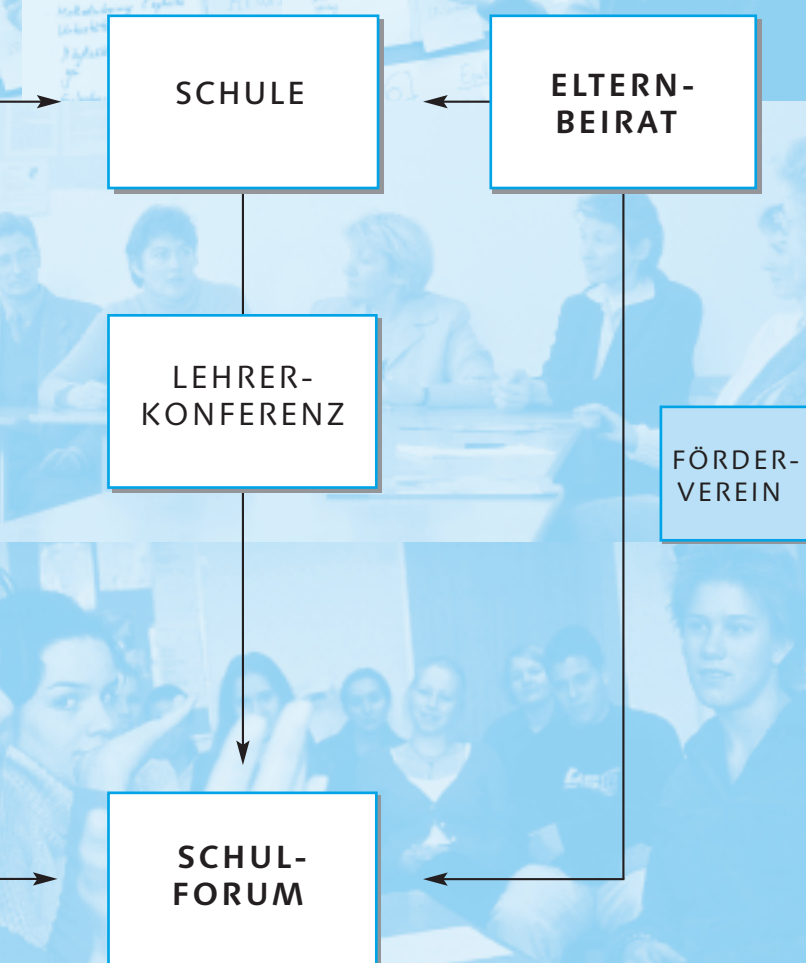 SCHULE
ELTERN-
BEIRAT
LEHRER-
KONFERENZ
FÖRDER-
VEREIN
SCHUL-
FORUM